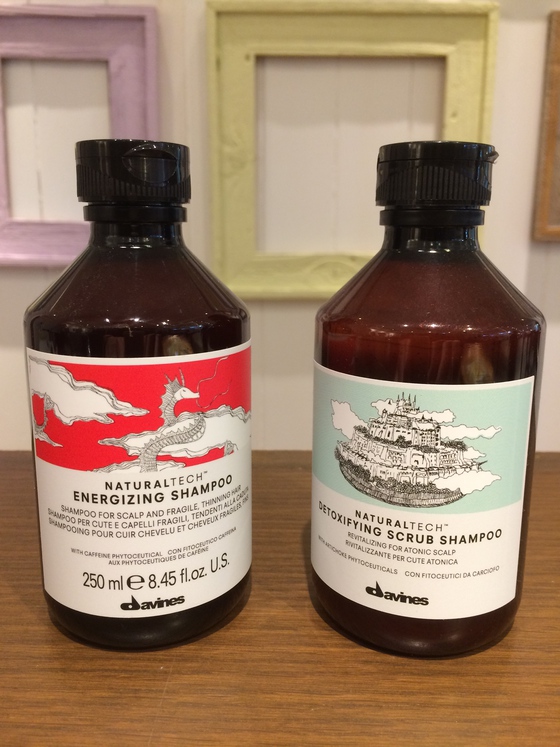 NATURALTECH™
ENERGIZING SHAMPOO
SHAMPOO FOR SCALP AND FRAGILE, THINNING HAIR
SHAMPOO PER CUTE E CAPELLI FRAGILI, TENDENTI ALLA CADUTA
SHAMPOOING POUR CUIR CHEVELU ET CHEVEUX FRAGILES,
WITH CAFFEINE PHYTOCEUTICAL CON FITOCEUTICO CAFFEINA
AUX PHYTOCEUTIQUES DE CAFÉINE
250 ml ℮ 8.45 fl.oz. U.S.
davines
NATURALTECH™
DETOXIFYING SCRUB SHAMPOO
REVITALIZING FOR ATONIC SCALP
RIVITALIZZANTE PER CUTE ATONICA
WITH ARTICHOKE PHYTOCEUTICALS CON FITOCEUTICI DA CARCIOFO
davines